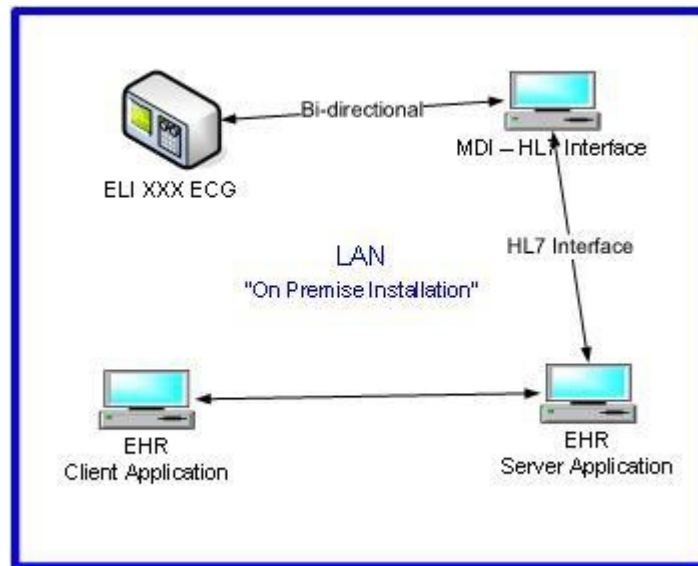 Bi-directional
MDI – HL7 Interface
ELI XXX ECG
HL7 Interface
LAN
"On Premise Installation"
EHR
Client Application
EHR
Server Application